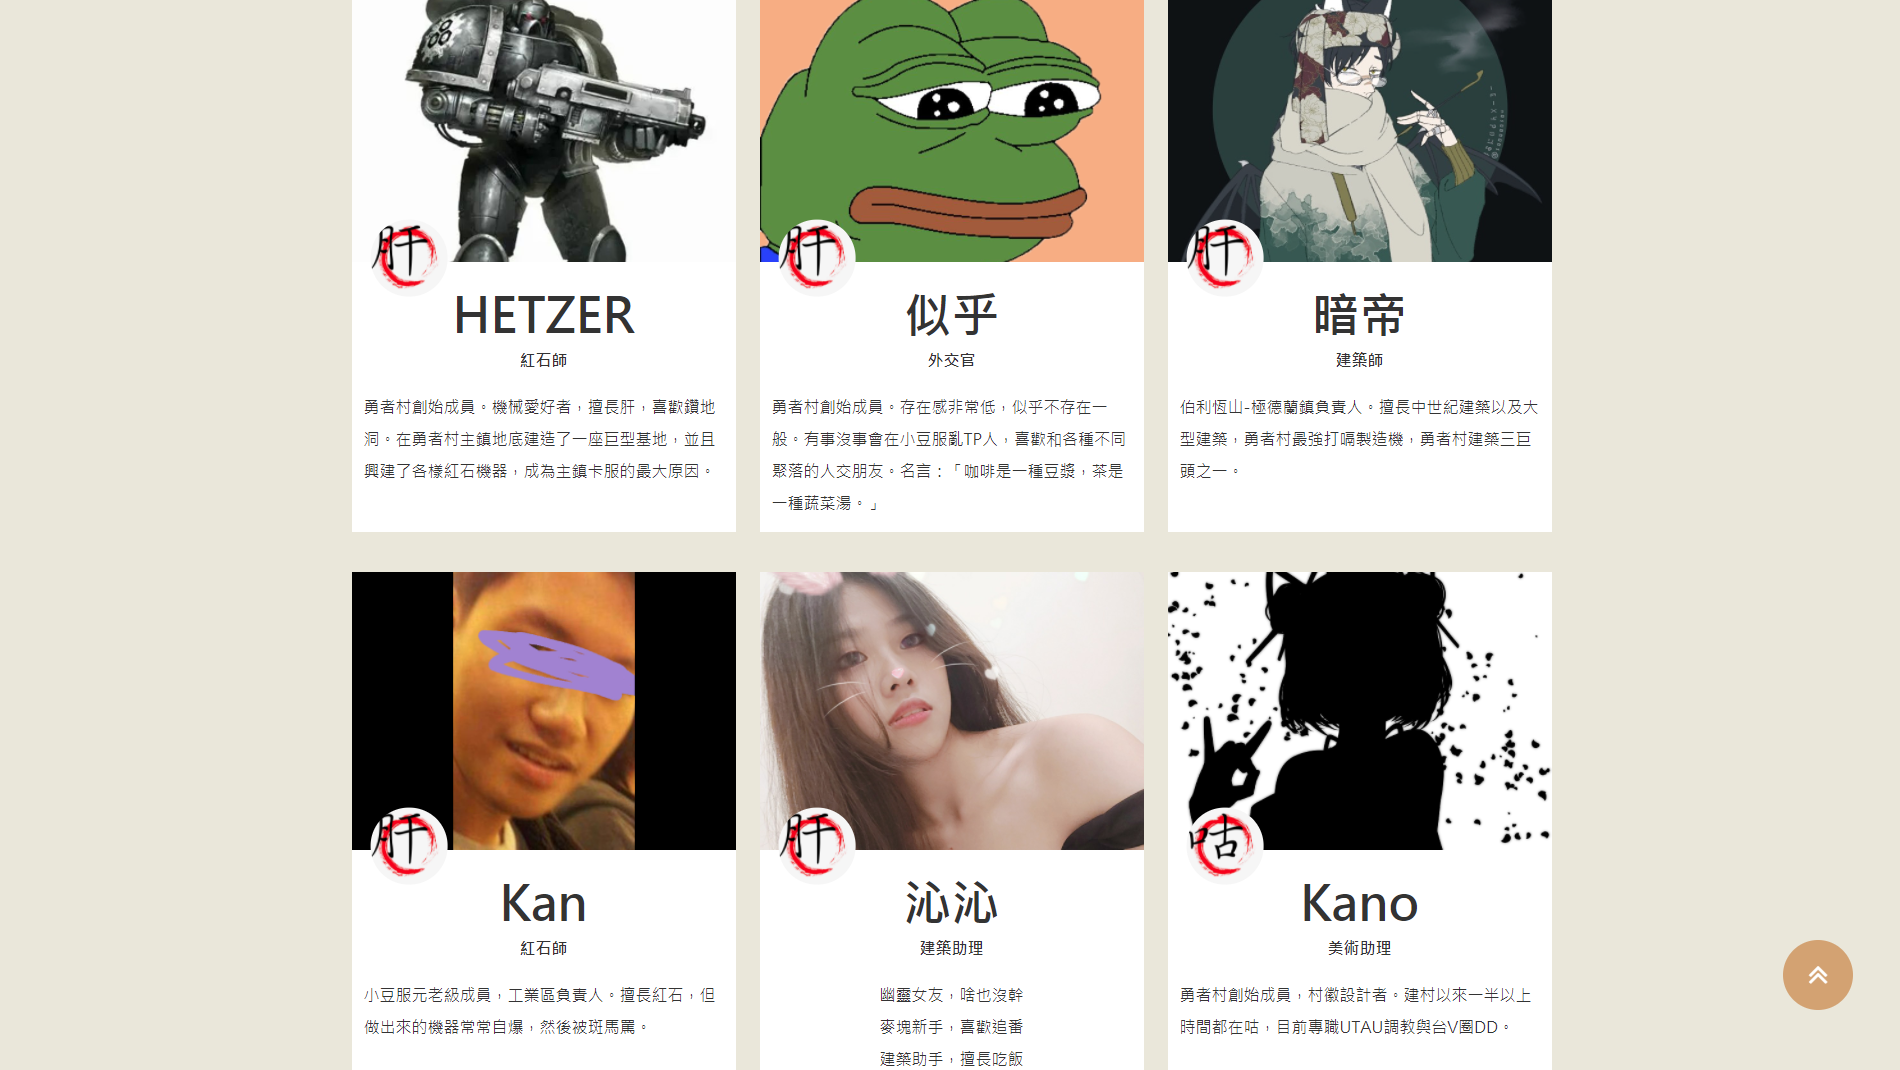 肝
肝
肝
HETZER
似乎
暗帝
紅石師
外交官
建築師
勇者村創始成員。機械愛好者，擅長肝，喜歡鑽地
洞。在勇者村主鎮地底建造了一座巨型基地，並且
興建了各樣紅石機器，成為主鎮卡服的最大原因。
勇者村創始成員。存在感非常低，似乎不存在一
般。有事沒事會在小豆服亂TP人，喜歡和各種不同
聚落的人交朋友。名言：「咖啡是一種豆漿，茶是
一種蔬菜湯。」
伯利恆山-極德蘭鎮負責人。擅長中世紀建築以及大
型建築，勇者村最強打嗝製造機，勇者村建築三巨
頭之一。
肝
肝
咕
Kan
沁沁
Kano
紅石師
建築助理
美術助理
小豆服元老級成員，工業區負責人。擅長紅石，但
做出來的機器常常自爆，然後被斑馬罵。
幽靈女友，啥也沒幹
麥塊新手，喜歡追番
建築助手，擅長吃飯
勇者村創始成員，村徽設計者。建村以來一半以上
時間都在咕，目前專職UTAU調教與台V圈DD。